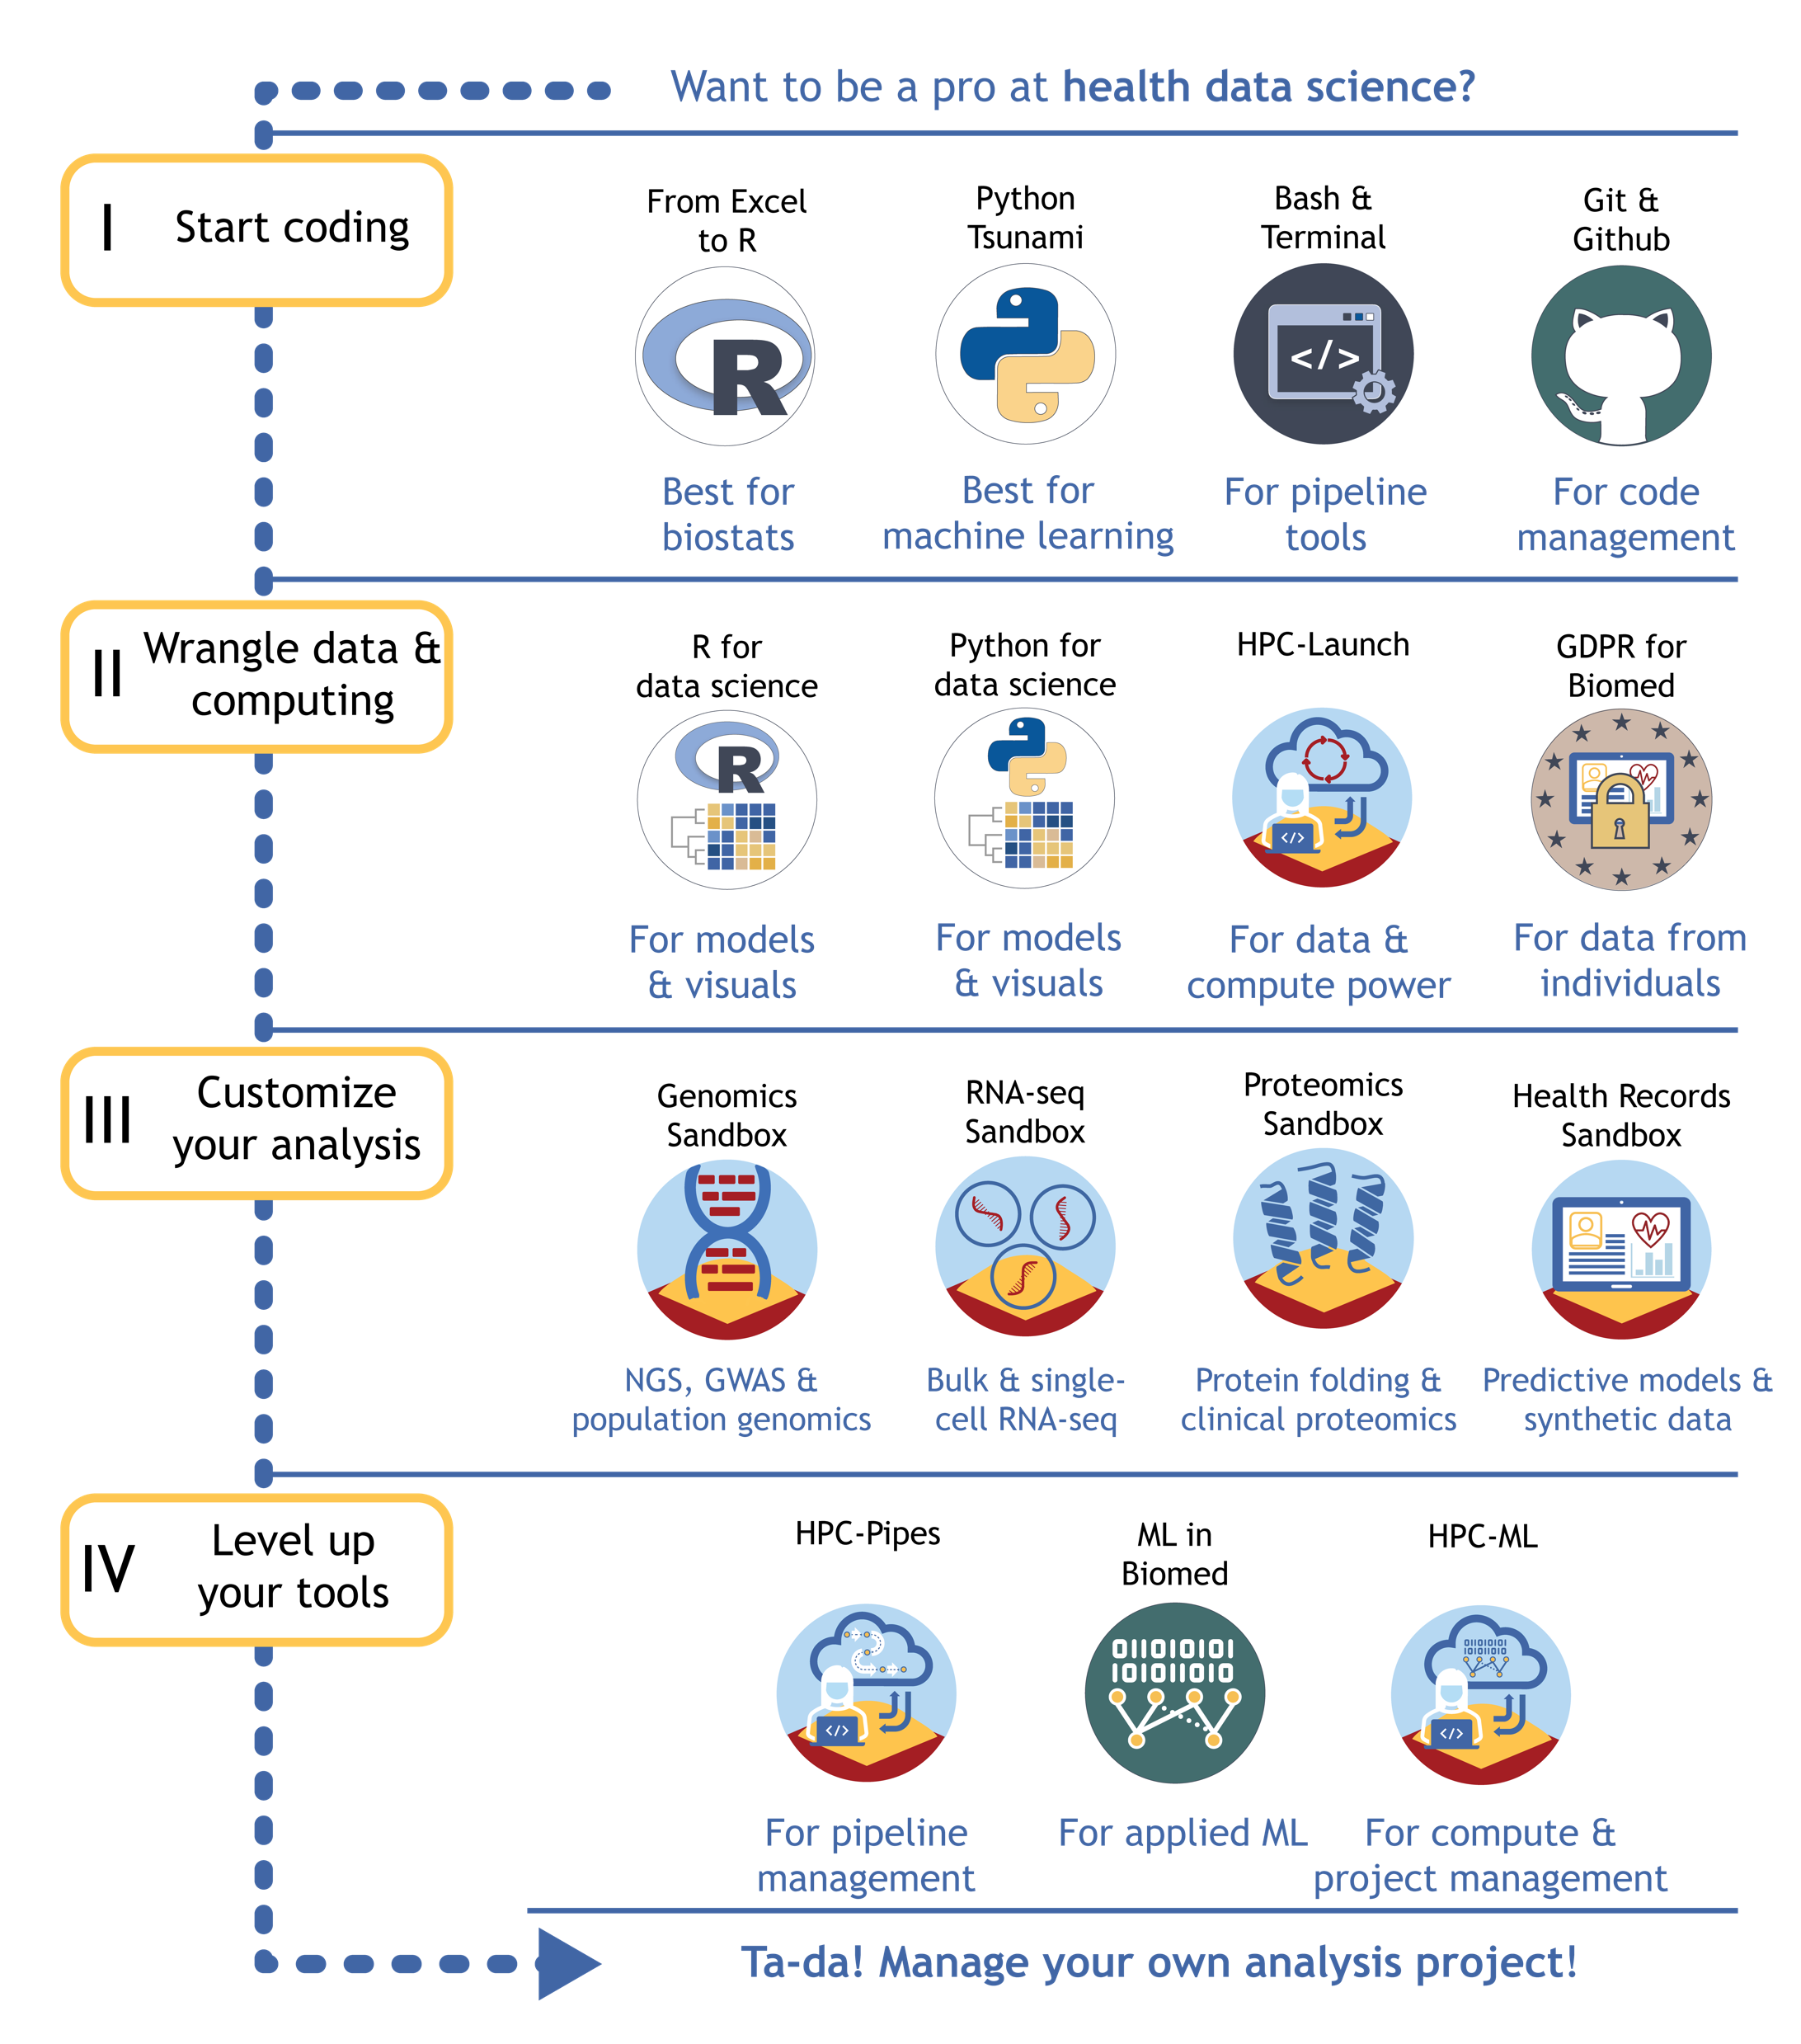 Want to be a pro at health data science?
I
Start coding
From Excel
to R
R
Best for
biostats
Python
Tsunami
Best for
machine learning
Bash &
Terminal
</>
For pipeline
tools
Git &
Github
For code
management
II
Wrangle data &
computing
R for
data science
R
For models
& visuals
Python for
data science
For models
& visuals
HPC-Launch
</>
For data &
compute power
GDPR for
Biomed
For data from
individuals
III
Customize
your analysis
Genomics
Sandbox
NGS, GWAS &
population genomics
RNA-seq
Sandbox
Bulk & single-
cell RNA-seq
Proteomics
Sandbox
Protein folding &
clinical proteomics
Health Records
Sandbox
Predictive models &
synthetic data
IV
Level up
your tools
HPC-Pipes
</>
For pipeline
management
ML in
Biomed
011010101
101011010
For applied ML
HPC-ML
011010101
101011010
</>
For compute &
project management
Ta-da! Manage your own analysis project!